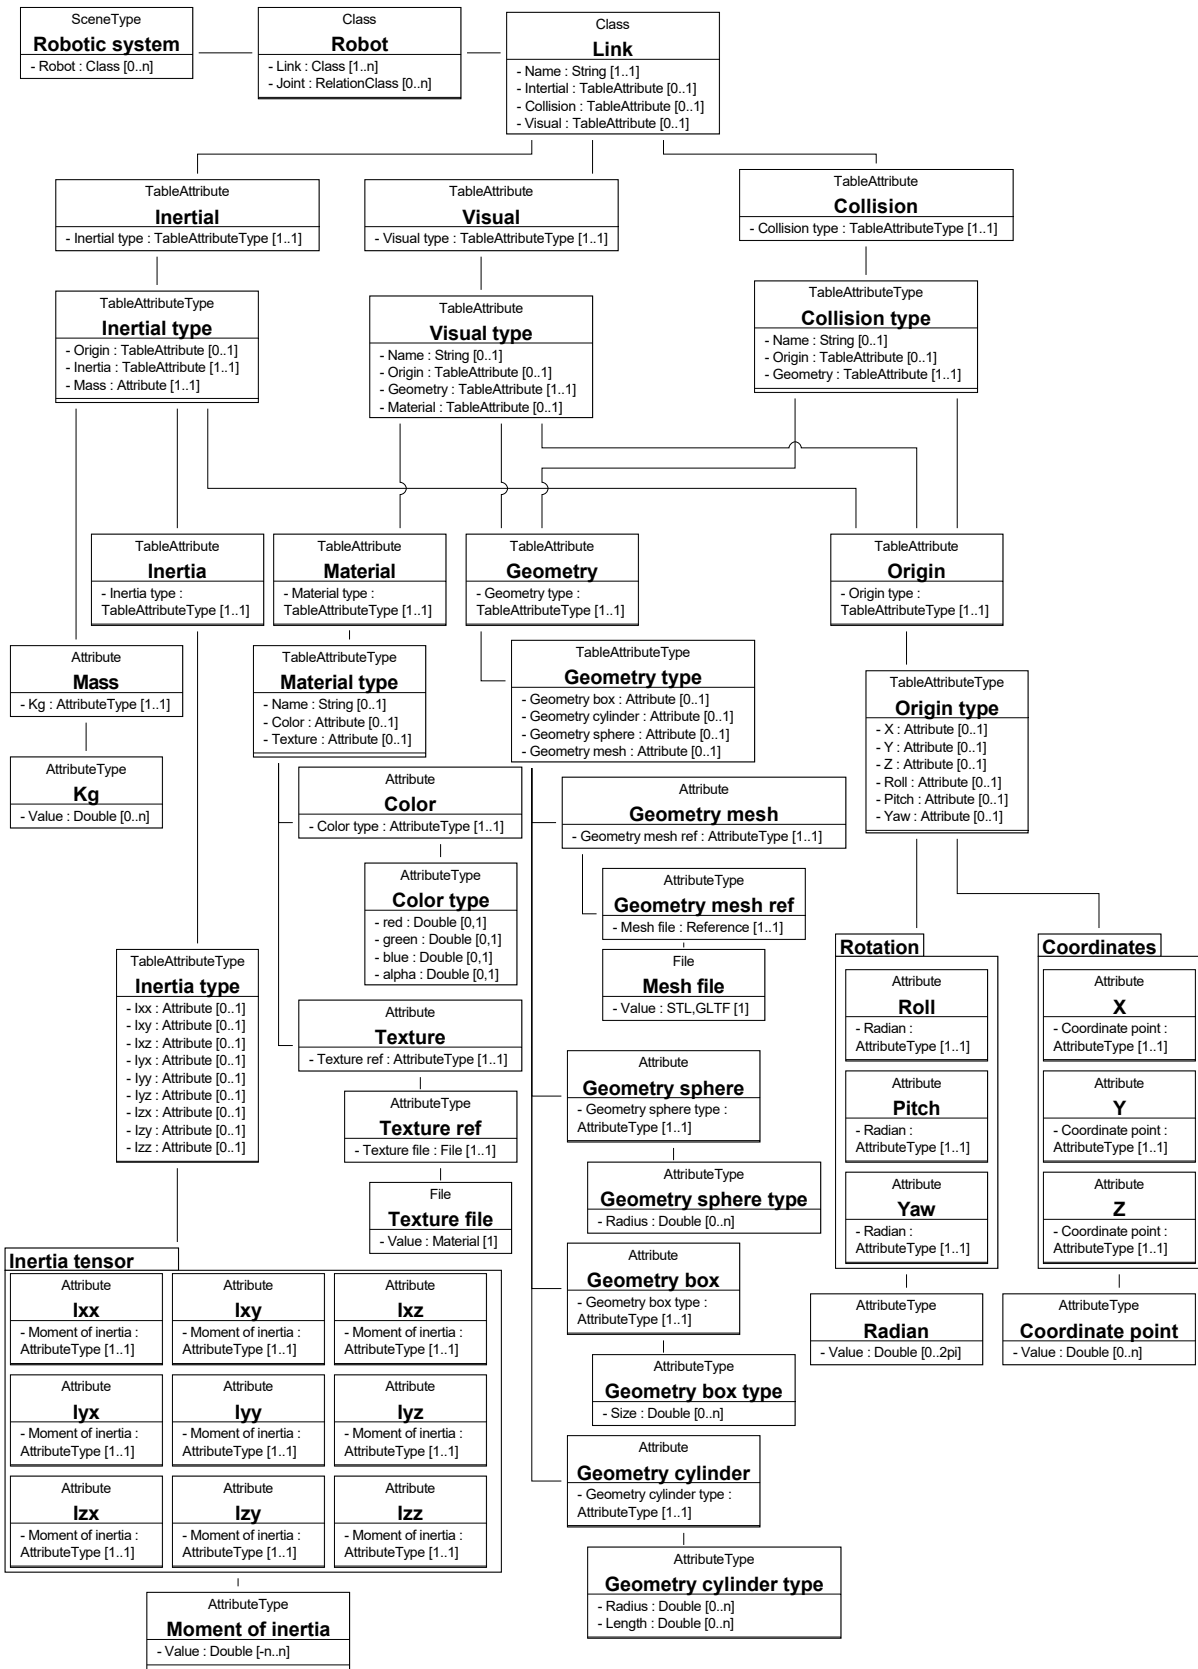 SceneType
Robotic system
- Robot : Class [0..n]
Class
Robot
- Link : Class [1..n]
- Joint : RelationClass [0..n]
Class
Link
- Name : String [1..1]
- Intertial : TableAttribute [0..1]
- Collision : TableAttribute [0..1]
- Visual : TableAttribute [0..1]
TableAttribute
Inertial
- Inertial type : TableAttributeType [1..1]
TableAttribute
Visual
- Visual type : TableAttributeType [1..1]
TableAttribute
Collision
- Collision type : TableAttributeType [1..1]
TableAttributeType
Inertial type
- Origin : TableAttribute [0..1]
- Inertia : TableAttribute [1..1]
- Mass : Attribute [1..1]
TableAttribute
Visual type
- Name : String [0..1]
- Origin : TableAttribute [0..1]
- Geometry : TableAttribute [1..1]
- Material : TableAttribute [0..1]
TableAttributeType
Collision type
- Name : String [0..1]
- Origin : TableAttribute [0..1]
- Geometry : TableAttribute [1..1]
TableAttribute
Inertia
- Inertia type :
TableAttributeType [1..1]
TableAttribute
Material
- Material type :
TableAttributeType [1..1]
TableAttribute
Geometry
- Geometry type :
TableAttributeType [1..1]
TableAttribute
Origin
- Origin type :
TableAttributeType [1..1]
Attribute
Mass
- Kg : AttributeType [1..1]
AttributeType
Kg
- Value : Double [0..n]
TableAttributeType
Material type
- Name : String [0..1]
- Color : Attribute [0..1]
- Texture : Attribute [0..1]
TableAttributeType
Geometry type
- Geometry box : Attribute [0..1]
- Geometry cylinder : Attribute [0..1]
- Geometry sphere : Attribute [0..1]
- Geometry mesh : Attribute [0..1]
TableAttributeType
Origin type
- X : Attribute [0..1]
- Y : Attribute [0..1]
- Z : Attribute [0..1]
- Roll : Attribute [0..1]
- Pitch : Attribute [0..1]
- Yaw : Attribute [0..1]
Attribute
Color
- Color type : AttributeType [1..1]
AttributeType
Color type
- red : Double [0,1]
- green : Double [0,1]
- blue : Double [0,1]
- alpha : Double [0,1]
Attribute
Geometry mesh
- Geometry mesh ref : AttributeType [1..1]
AttributeType
Geometry mesh ref
- Mesh file : Reference [1..1]
File
Mesh file
- Value : STL,GLTF [1]
TableAttributeType
Inertia type
- Ixx : Attribute [0..1]
- Ixy : Attribute [0..1]
- Ixz : Attribute [0..1]
- Iyx : Attribute [0..1]
- Iyy : Attribute [0..1]
- Iyz : Attribute [0..1]
- Izx : Attribute [0..1]
- Izy : Attribute [0..1]
- Izz : Attribute [0..1]
Attribute
Texture
- Texture ref : AttributeType [1..1]
AttributeType
Texture ref
- Texture file : File [1..1]
File
Texture file
- Value : Material [1]
Attribute
Geometry sphere
- Geometry sphere type :
AttributeType [1..1]
AttributeType
Geometry sphere type
- Radius : Double [0..n]
Attribute
Geometry box
- Geometry box type :
AttributeType [1..1]
AttributeType
Geometry box type
- Size : Double [0..n]
Attribute
Geometry cylinder
- Geometry cylinder type :
AttributeType [1..1]
AttributeType
Geometry cylinder type
- Radius : Double [0..n]
- Length : Double [0..n]
Rotation
Attribute
Roll
- Radian :
AttributeType [1..1]
Attribute
Pitch
- Radian :
AttributeType [1..1]
Attribute
Yaw
- Radian :
AttributeType [1..1]
AttributeType
Radian
- Value : Double [0..2pi]
Coordinates
Attribute
X
- Coordinate point :
AttributeType [1..1]
Attribute
Y
- Coordinate point :
AttributeType [1..1]
Attribute
Z
- Coordinate point :
AttributeType [1..1]
AttributeType
Coordinate point
- Value : Double [0..n]
Inertia tensor
Attribute
Ixx
- Moment of inertia :
AttributeType [1..1]
Attribute
Ixy
- Moment of inertia :
AttributeType [1..1]
Attribute
Ixz
- Moment of inertia :
AttributeType [1..1]
Attribute
Iyx
- Moment of inertia :
AttributeType [1..1]
Attribute
Iyy
- Moment of inertia :
AttributeType [1..1]
Attribute
Iyz
- Moment of inertia :
AttributeType [1..1]
Attribute
Izx
- Moment of inertia :
AttributeType [1..1]
Attribute
Izy
- Moment of inertia :
AttributeType [1..1]
Attribute
Izz
- Moment of inertia :
AttributeType [1..1]
AttributeType
Moment of inertia
- Value : Double [-n..n]